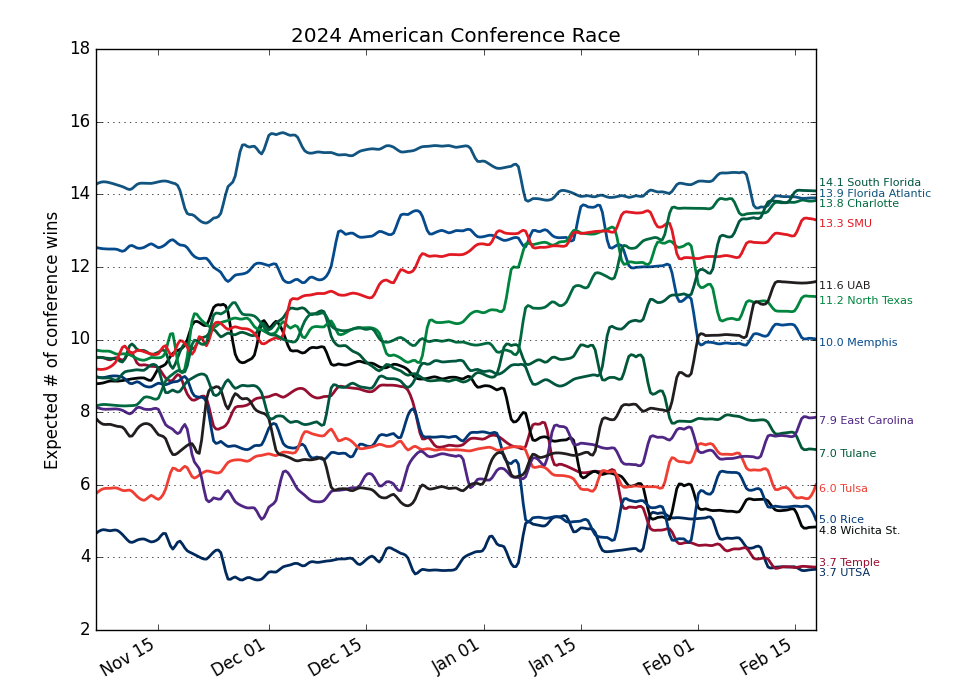 2024 American Conference Race
Expected # of conference wins
18
16
14
12
10
8
6
4
2
14.1 South Florida
13.9 Florida Atlantic
13.8 Charlotte
13.3 SMU
11.6 UAB
11.2 North Texas
10.0 Memphis
7.9 East Carolina
7.0 Tulane
6.0 Tulsa
5.0 Rice
4.8 Wichita St.
3.7 Temple
3.7 UTSA
Nov 15
Dec 01
Dec 15
Jan 01
Jan 15
Feb 01
Feb 15